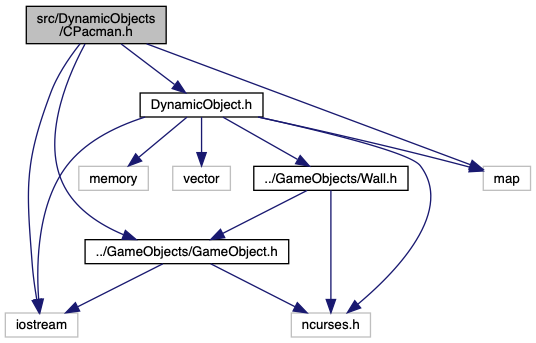 src/DynamicObjects
/CPacman.h
DynamicObject.h
memory
vector
../GameObjects/Wall.h
map
../GameObjects/GameObject.h
iostream
ncurses.h